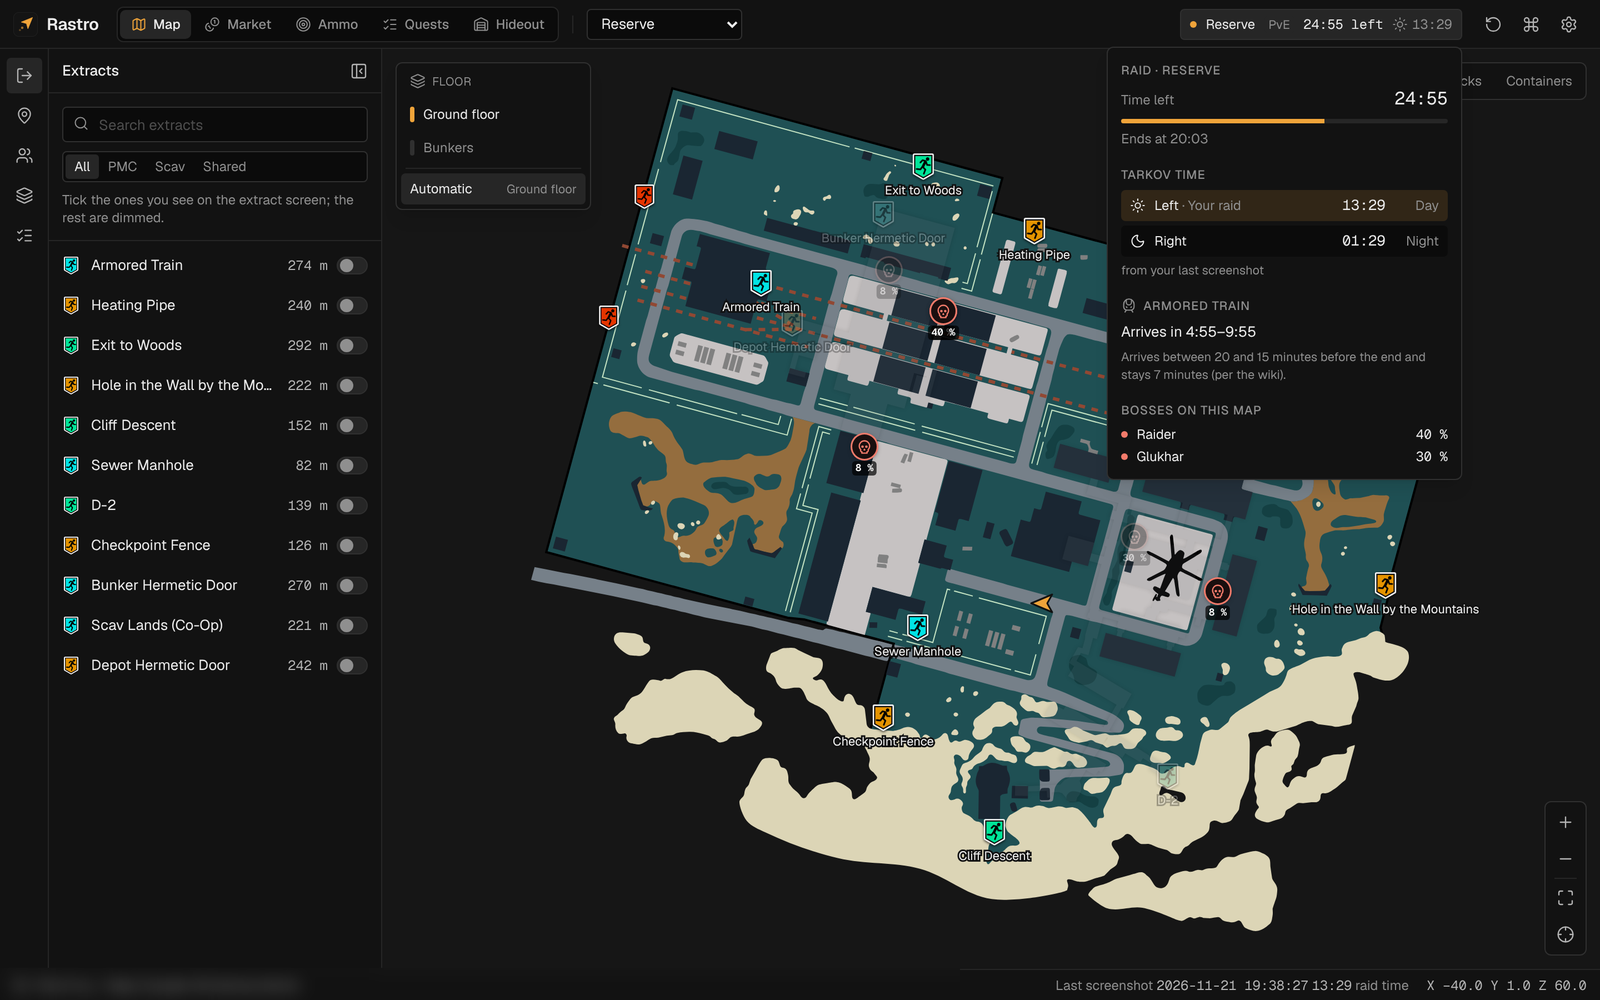 Rastro
Map
Market
Ammo
Quests
Hideout
Reserve
Reserve PvE 24:55 left 13:29
Extracts
Search extracts
All PMC Scav Shared
Tick the ones you see on the extract screen; the
rest are dimmed.
Armored Train 274 m
Heating Pipe 240 m
Exit to Woods 292 m
Hole in the Wall by the Mo... 222 m
Cliff Descent 152 m
Sewer Manhole 82 m
D-2 139 m
Checkpoint Fence 126 m
Bunker Hermetic Door 270 m
Scav Lands (Co-Op) 221 m
Depot Hermetic Door 242 m
FLOOR
Ground floor
Bunkers
Automatic Ground floor
Exit to Woods
Bunker Hermetic Door
Heating Pipe
8 %
Armored Train
40 %
Depot Hermetic Door
8 %
30 %
8 %
Hole in the Wall by the Mountains
Sewer Manhole
Checkpoint Fence
D-2
Cliff Descent
RAID · RESERVE
Time left 24:55
Ends at 20:03
TARKOV TIME
Left · Your raid 13:29 Day
Right 01:29 Night
from your last screenshot
ARMORED TRAIN
Arrives in 4:55–9:55
Arrives between 20 and 15 minutes before the end and
stays 7 minutes (per the wiki).
BOSSES ON THIS MAP
Raider 40 %
Glukhar 30 %
cks Containers
Last screenshot 2026-11-21 19:38:27 13:29 raid time X -40.0 Y 1.0 Z 60.0